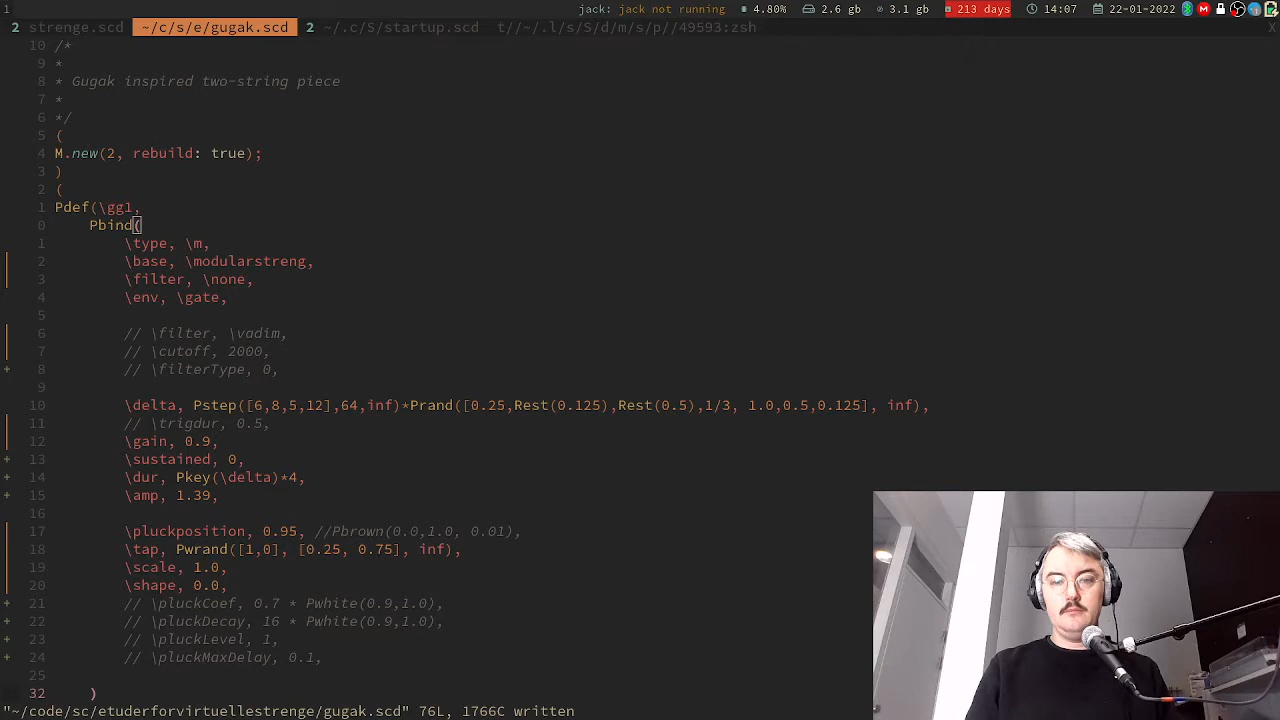 1 jack: jack not running 4.80% 2.6 gb 3.1 gb 213 days 14:07 22-01-2022
2 strenge.scd ~/c/s/e/gugak.scd 2 ~/.c/S/startup.scd t//~/.l/s/S/d/m/s/p//49593:zsh X
10 /*
9 *
8 * Gugak inspired two-string piece
7 *
6 */
5 (
4 M.new(2, rebuild: true);
3 )
2 (
1 Pdef(\gg1,
0 Pbind(
1 \type, \m,
2 \base, \modularstreng,
3 \filter, \none,
4 \env, \gate,
5
6 // \filter, \vadim,
7 // \cutoff, 2000,
+ 8 // \filterType, 0,
9
10 \delta, Pstep([6,8,5,12],64,inf)*Prand([0.25,Rest(0.125),Rest(0.5),1/3, 1.0,0.5,0.125], inf),
11 // \trigdur, 0.5,
12 \gain, 0.9,
+ 13 \sustained, 0,
+ 14 \dur, Pkey(\delta)*4,
+ 15 \amp, 1.39,
16
17 \pluckposition, 0.95, //Pbrown(0.0,1.0, 0.01),
18 \tap, Pwrand([1,0], [0.25, 0.75], inf),
19 \scale, 1.0,
20 \shape, 0.0,
+ 21 // \pluckCoef, 0.7 * Pwhite(0.9,1.0),
+ 22 // \pluckDecay, 16 * Pwhite(0.9,1.0),
+ 23 // \pluckLevel, 1,
+ 24 // \pluckMaxDelay, 0.1,
25
32 )
"~/code/sc/etuderforvirtuellestrenge/gugak.scd" 76L, 1766C written